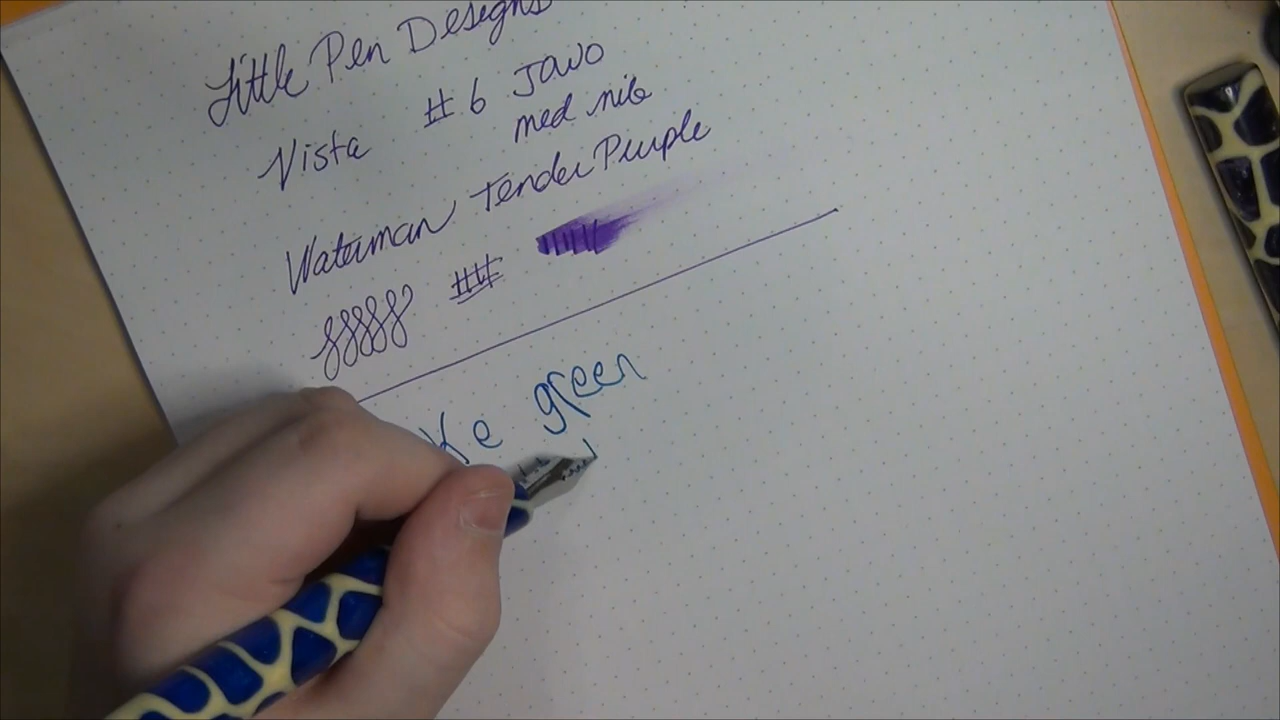 Little Pen Designs
Vista #6 JOWO
med nib
Waterman Tender Purple
green